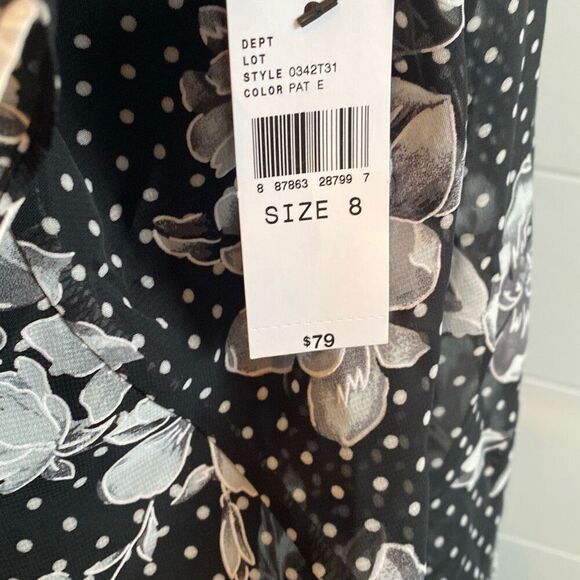 DEPT
LOT
STYLE 0342T31
COLOR PAT E
8 87863 28799 7
SIZE 8
$79